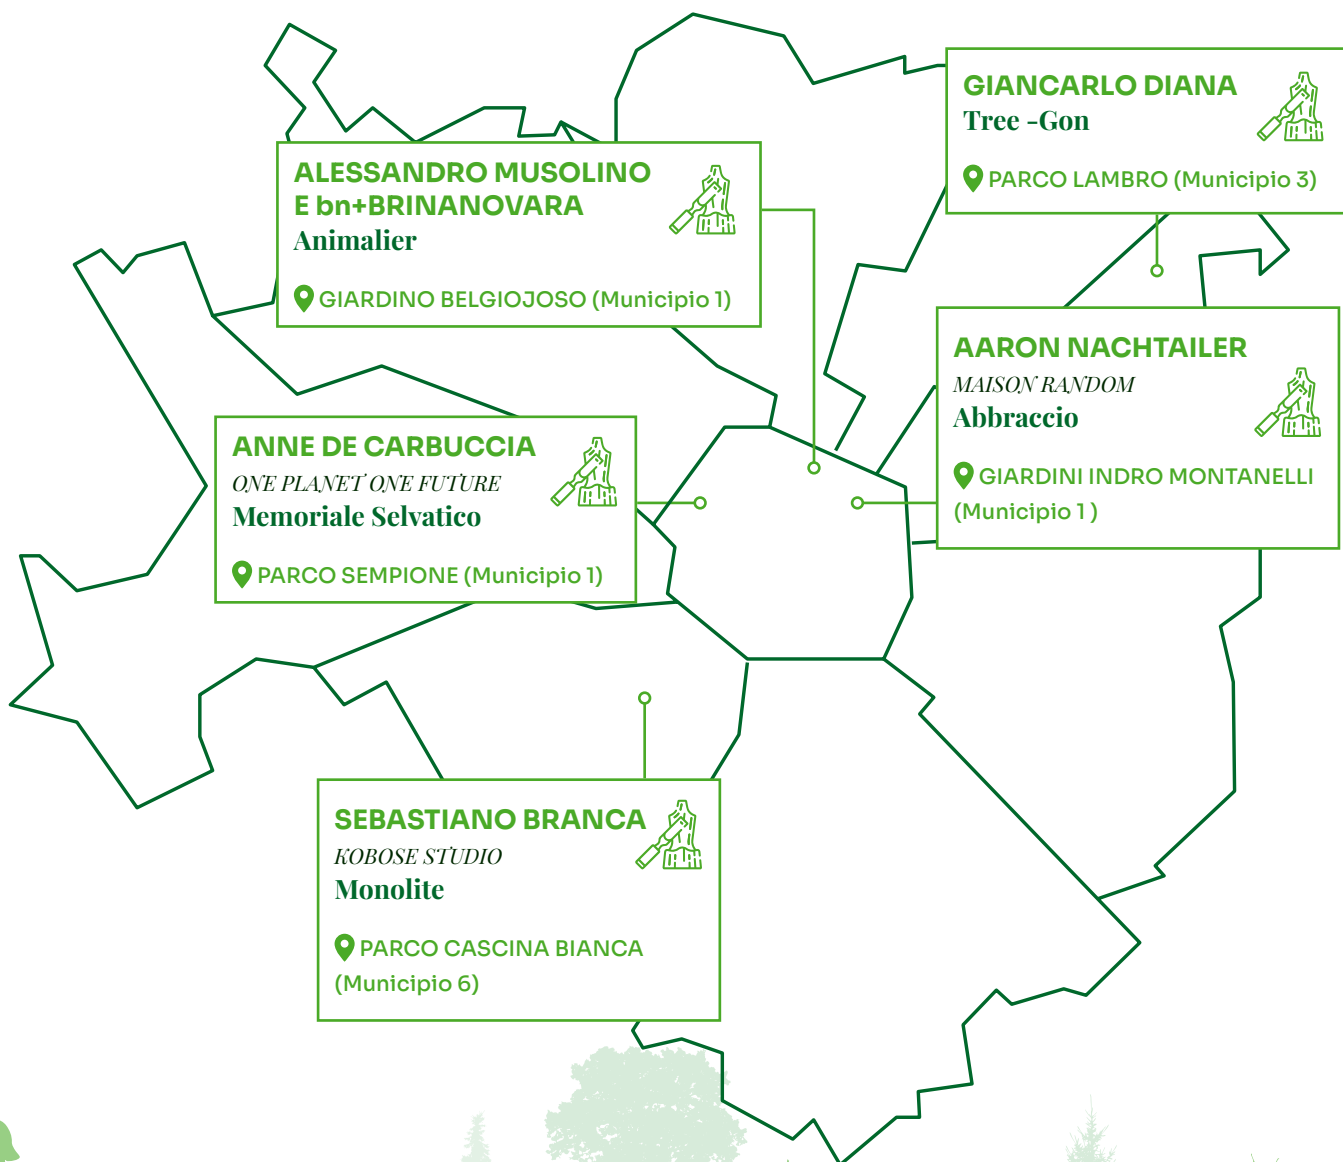 GIANCARLO DIANA
Tree -Gon
PARCO LAMBRO (Municipio 3)
ALESSANDRO MUSOLINO
E bn+BRINANOVARA
Animalier
GIARDINO BELGIOJOSO (Municipio 1)
AARON NACHTAILER
MAISON RANDOM
Abbraccio
GIARDINI INDRO MONTANELLI
(Municipio 1 )
ANNE DE CARBUCCIA
ONE PLANET ONE FUTURE
Memoriale Selvatico
PARCO SEMPIONE (Municipio 1)
SEBASTIANO BRANCA
KOBOSE STUDIO
Monolite
PARCO CASCINA BIANCA
(Municipio 6)